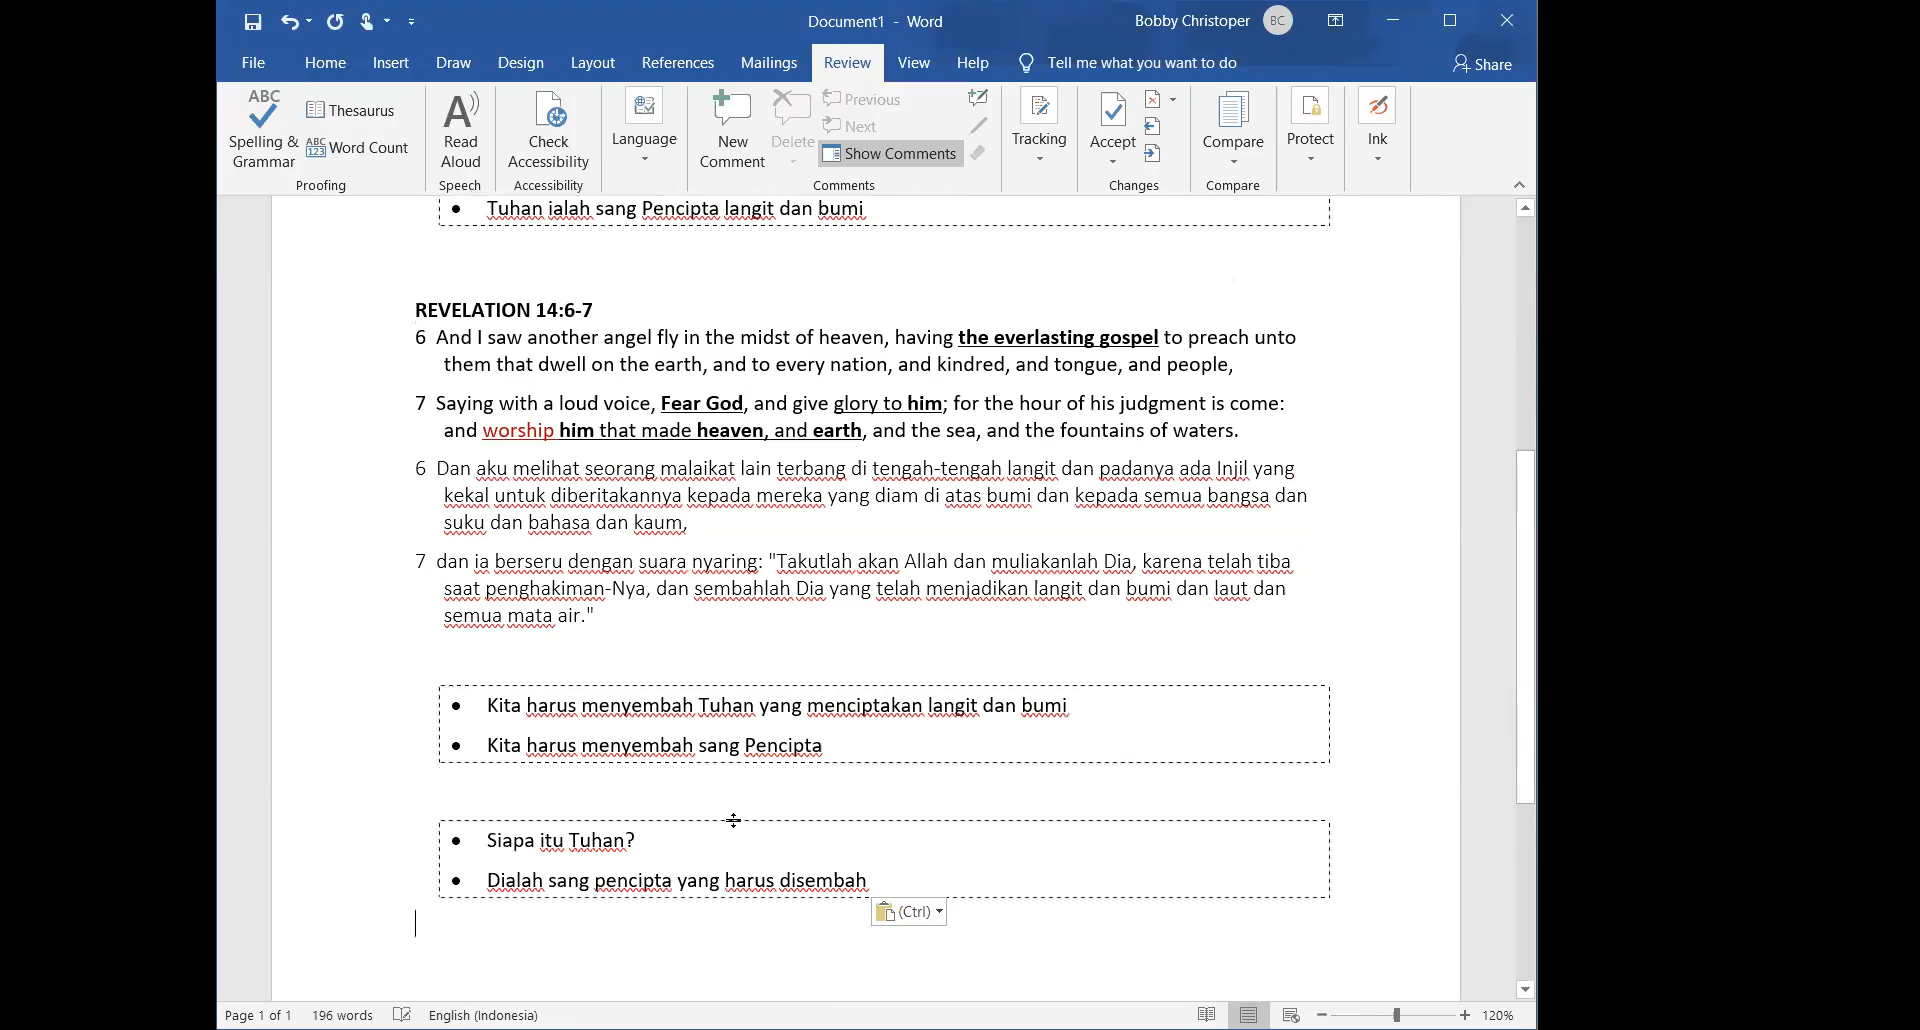 Document1 - Word
Bobby Christoper
BC
File Home Insert Draw Design Layout References Mailings Review View Help Tell me what you want to do Share
ABC
Spelling & Grammar
Thesaurus
ABC 123 Word Count
Proofing
A
Read Aloud
Speech
Check Accessibility
Accessibility
Language
New Comment
Delete
Previous
Next
Show Comments
Comments
Tracking
Accept
Changes
Compare
Compare
Protect
Ink
• Tuhan ialah sang Pencipta langit dan bumi
REVELATION 14:6-7
6 And I saw another angel fly in the midst of heaven, having the everlasting gospel to preach unto
them that dwell on the earth, and to every nation, and kindred, and tongue, and people,
7 Saying with a loud voice, Fear God, and give glory to him; for the hour of his judgment is come:
and worship him that made heaven, and earth, and the sea, and the fountains of waters.
6 Dan aku melihat seorang malaikat lain terbang di tengah-tengah langit dan padanya ada Injil yang
kekal untuk diberitakannya kepada mereka yang diam di atas bumi dan kepada semua bangsa dan
suku dan bahasa dan kaum,
7 dan ia berseru dengan suara nyaring: "Takutlah akan Allah dan muliakanlah Dia, karena telah tiba
saat penghakiman-Nya, dan sembahlah Dia yang telah menjadikan langit dan bumi dan laut dan
semua mata air."
• Kita harus menyembah Tuhan yang menciptakan langit dan bumi
• Kita harus menyembah sang Pencipta
• Siapa itu Tuhan?
• Dialah sang pencipta yang harus disembah
(Ctrl)
Page 1 of 1 196 words English (Indonesia) 120%